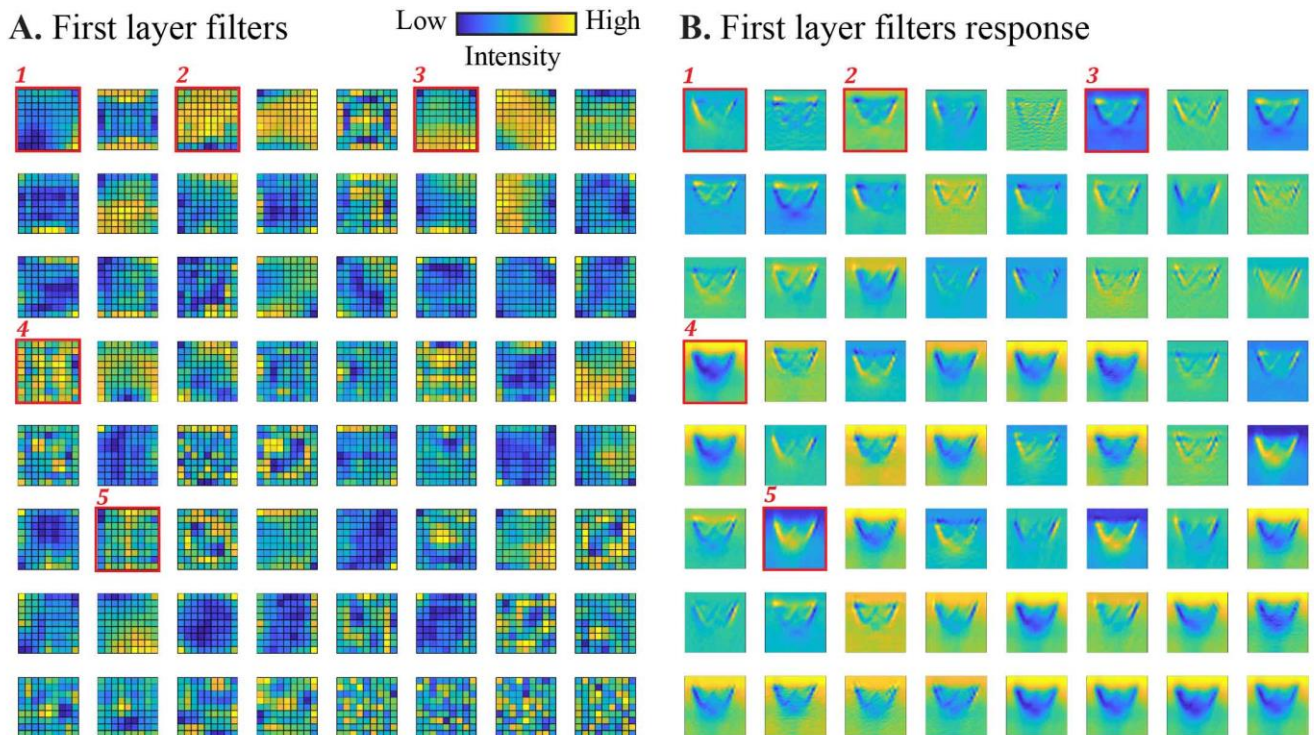 A. First layer filters
Low High
Intensity
B. First layer filters response
1 2 3
4
5
1 2 3
4
5